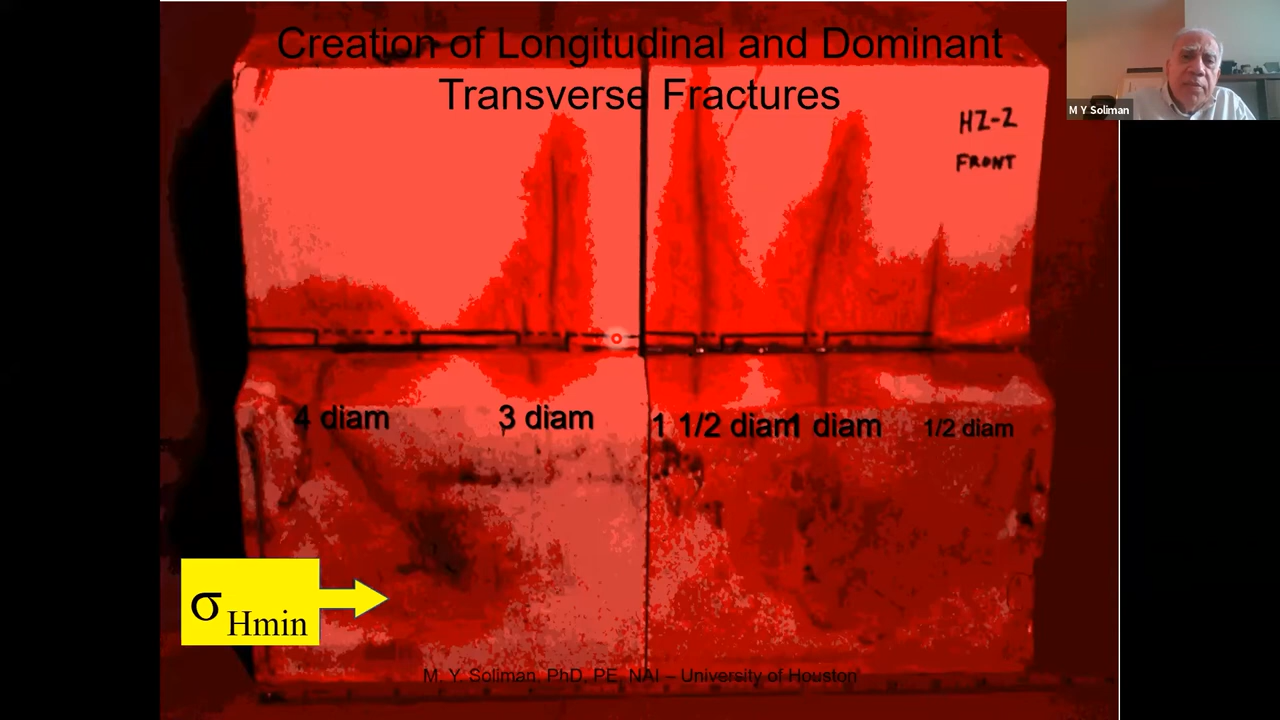 Creation of Longitudinal and Dominant
Transverse Fractures
M Y Soliman
HZ-2
FRONT
4 diam
3 diam
1 1/2 diam
1 diam
1/2 diam
σHmin
M. Y. Soliman, PhD, PE, NAI – University of Houston